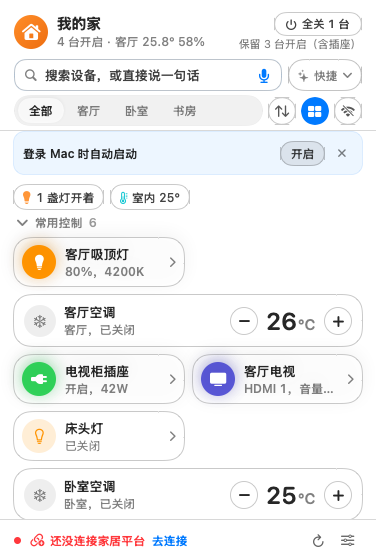 我的家
4 台开启 · 客厅 25.8° 58%
全关 1 台
保留 3 台开启（含插座）
搜索设备，或直接说一句话
快捷
全部 客厅 卧室 书房
登录 Mac 时自动启动
开启
1 盏灯开着
室内 25°
常用控制 6
客厅吸顶灯
80%，4200K
客厅空调
客厅，已关闭
26°C
电视柜插座
开启，42W
客厅电视
HDMI 1，音量...
床头灯
已关闭
卧室空调
卧室，已关闭
25°C
还没连接家居平台 去连接